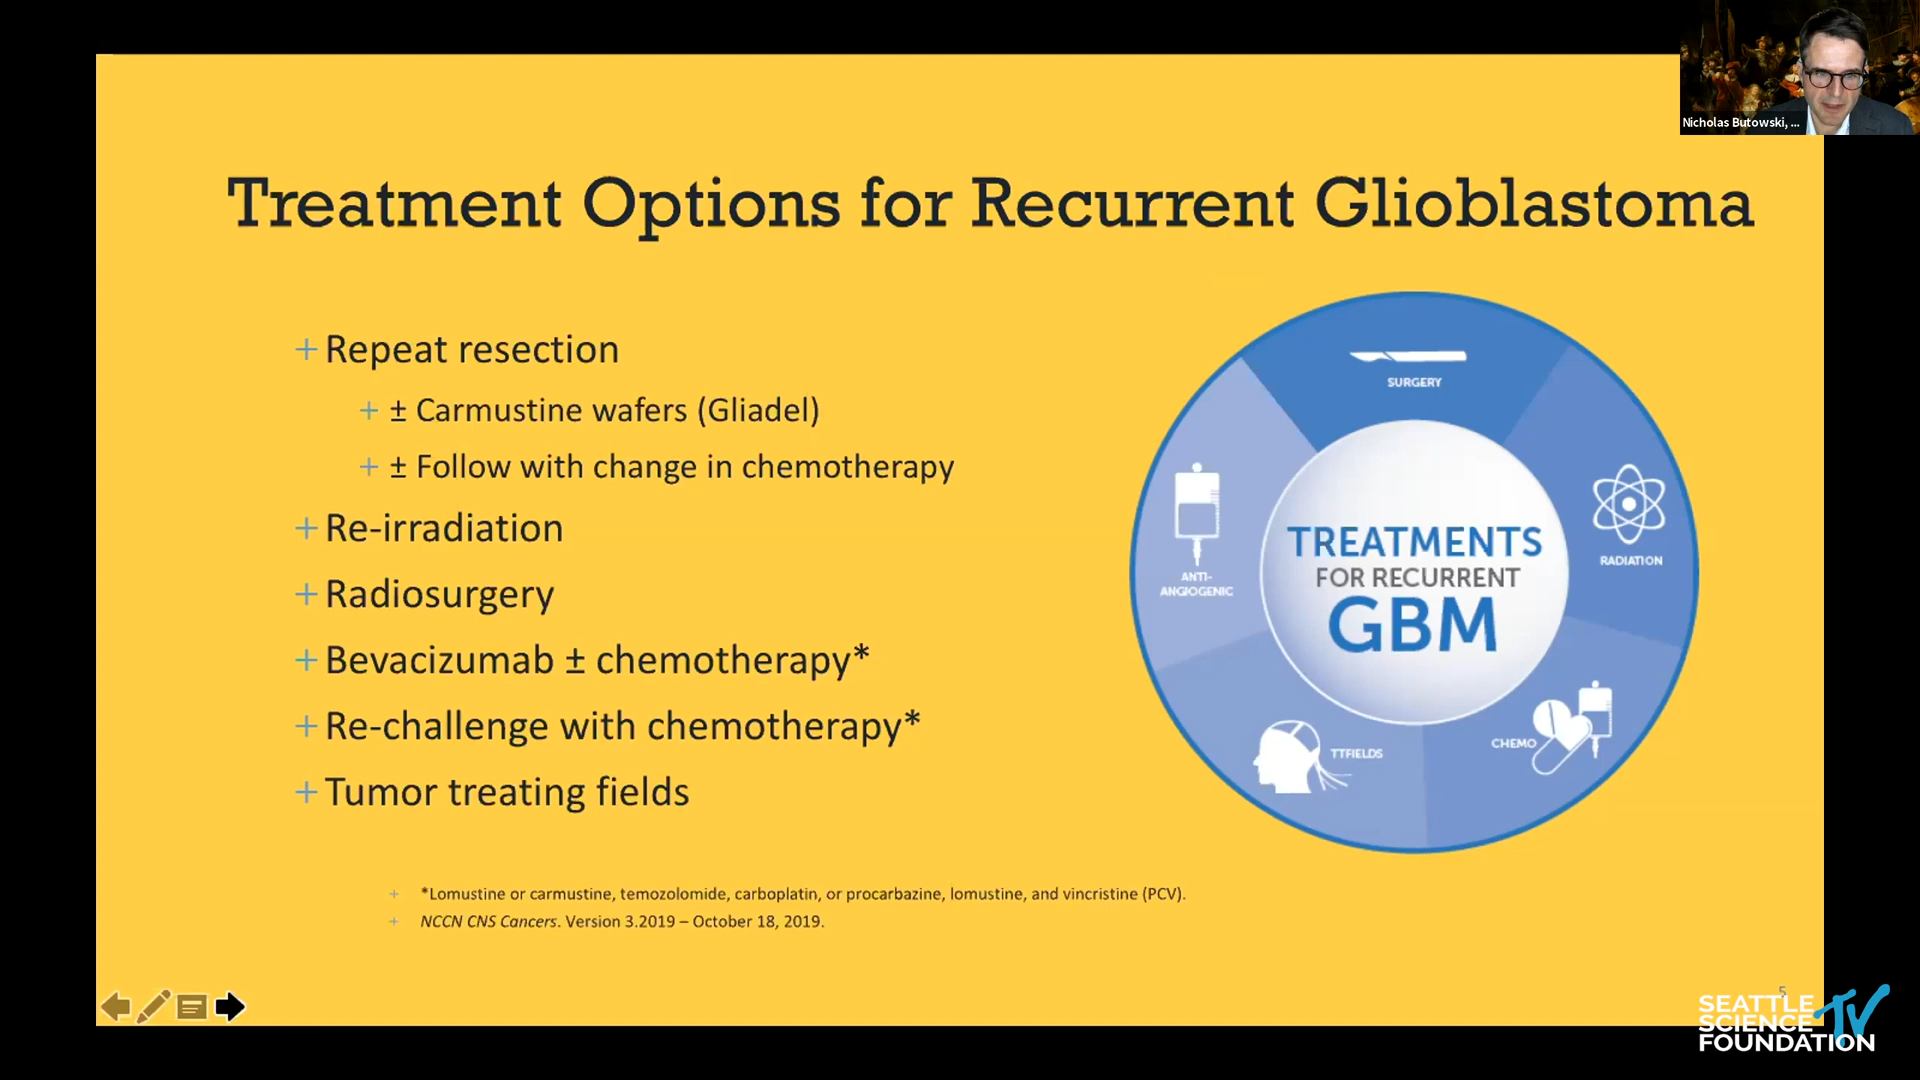 Nicholas Butowski, ...
Treatment Options for Recurrent Glioblastoma
+ Repeat resection
+ ± Carmustine wafers (Gliadel)
+ ± Follow with change in chemotherapy
+ Re-irradiation
+ Radiosurgery
+ Bevacizumab ± chemotherapy*
+ Re-challenge with chemotherapy*
+ Tumor treating fields
SURGERY
RADIATION
CHEMO
TTFIELDS
ANTI-
ANGIOGENIC
TREATMENTS
FOR RECURRENT
GBM
+ *Lomustine or carmustine, temozolomide, carboplatin, or procarbazine, lomustine, and vincristine (PCV).
+ NCCN CNS Cancers. Version 3.2019 – October 18, 2019.
5
SEATTLE
SCIENCE
FOUNDATION
TV